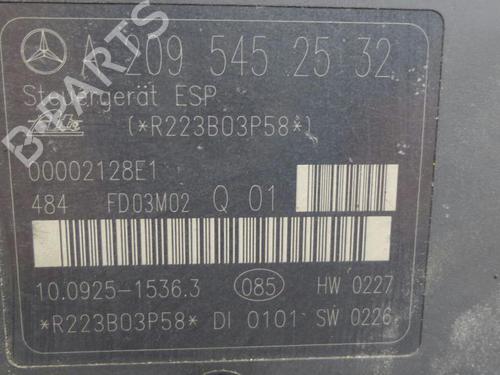 A 209 545 25 32
Steuergerät ESP
Ate (*R223B03P58*)
00002128E1
484 FD03M02 Q 01
10.0925-1536.3 085 HW 0227
*R223B03P58* DI 0101 SW 0226
B-PARTS